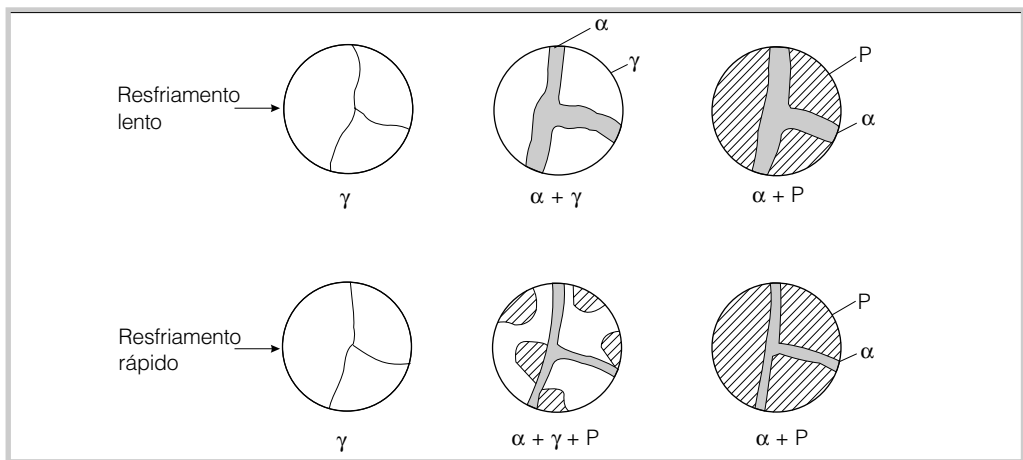 α
γ
P
Resfriamento
lento
α
γ
α + γ
α + P
Resfriamento
rápido
P
α
γ
α + γ + P
α + P